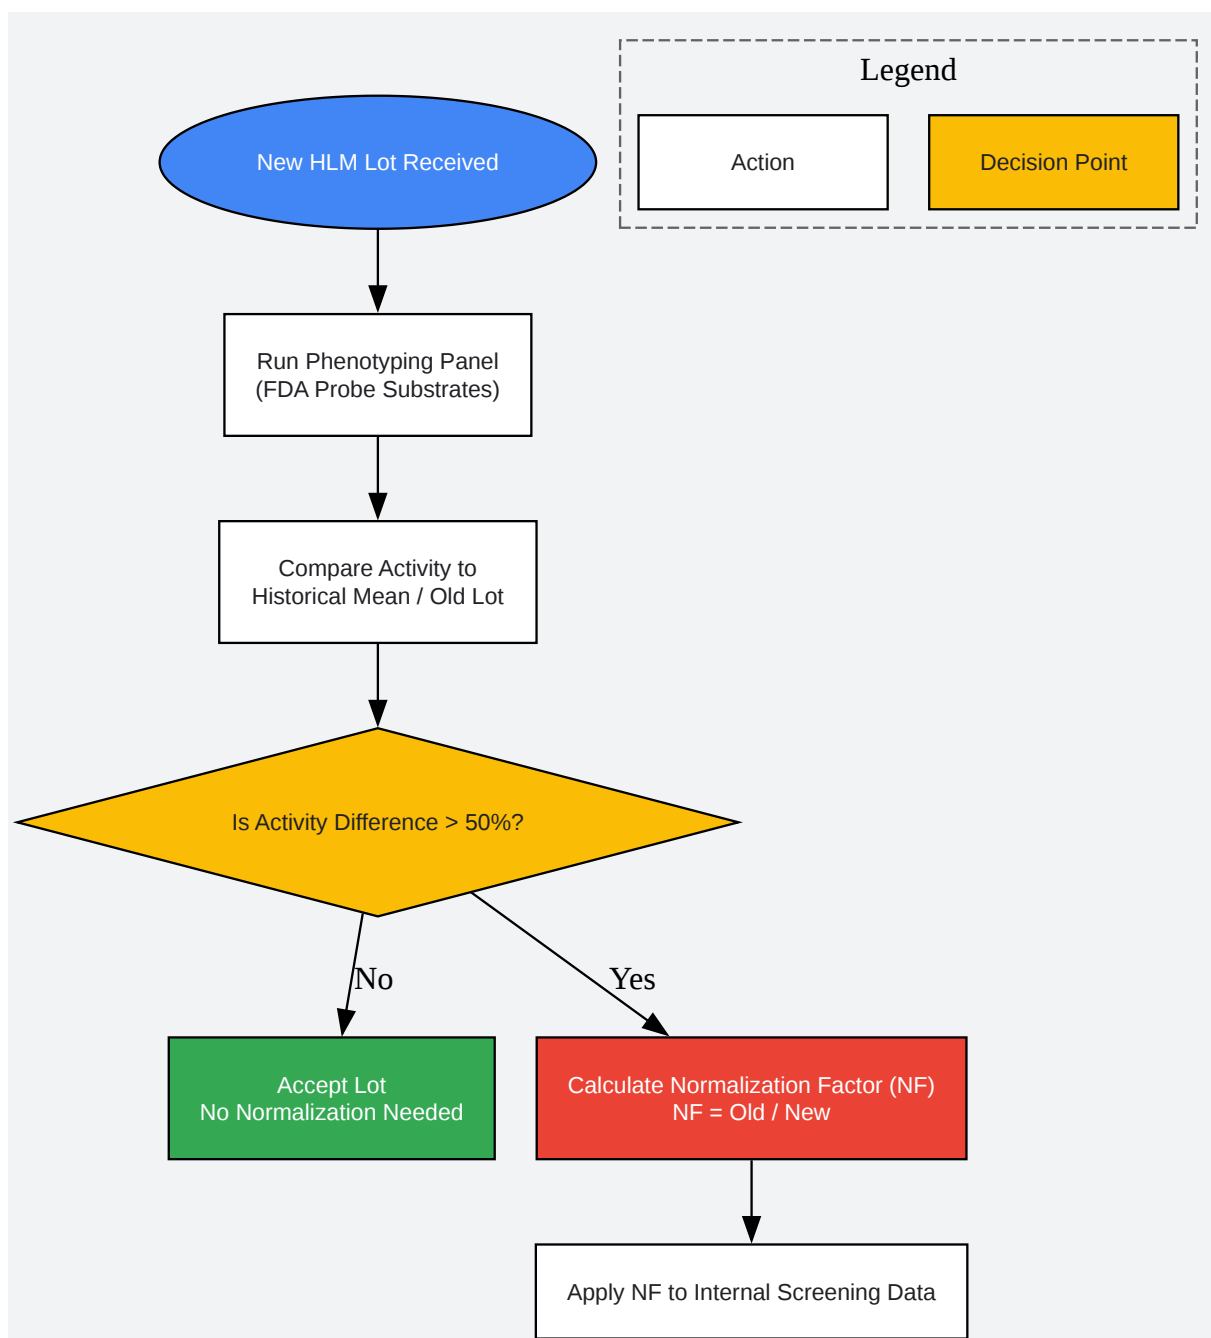 Legend
Action
Decision Point
New HLM Lot Received
Run Phenotyping Panel
(FDA Probe Substrates)
Compare Activity to
Historical Mean / Old Lot
Is Activity Difference > 50%?
No
Yes
Accept Lot
No Normalization Needed
Calculate Normalization Factor (NF)
NF = Old / New
Apply NF to Internal Screening Data